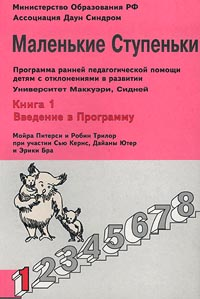 Министерство Образования РФ
Ассоциация Даун Синдром
Маленькие Ступеньки
Программа ранней педагогической помощи
детям с отклонениями в развитии
Университет Маккуэри, Сидней
Книга 1
Введение в Программу
Мойра Питерси и Робин Трилор
при участии Сью Кернс, Дайаны Ютер
и Эрики Бра
12345678
1